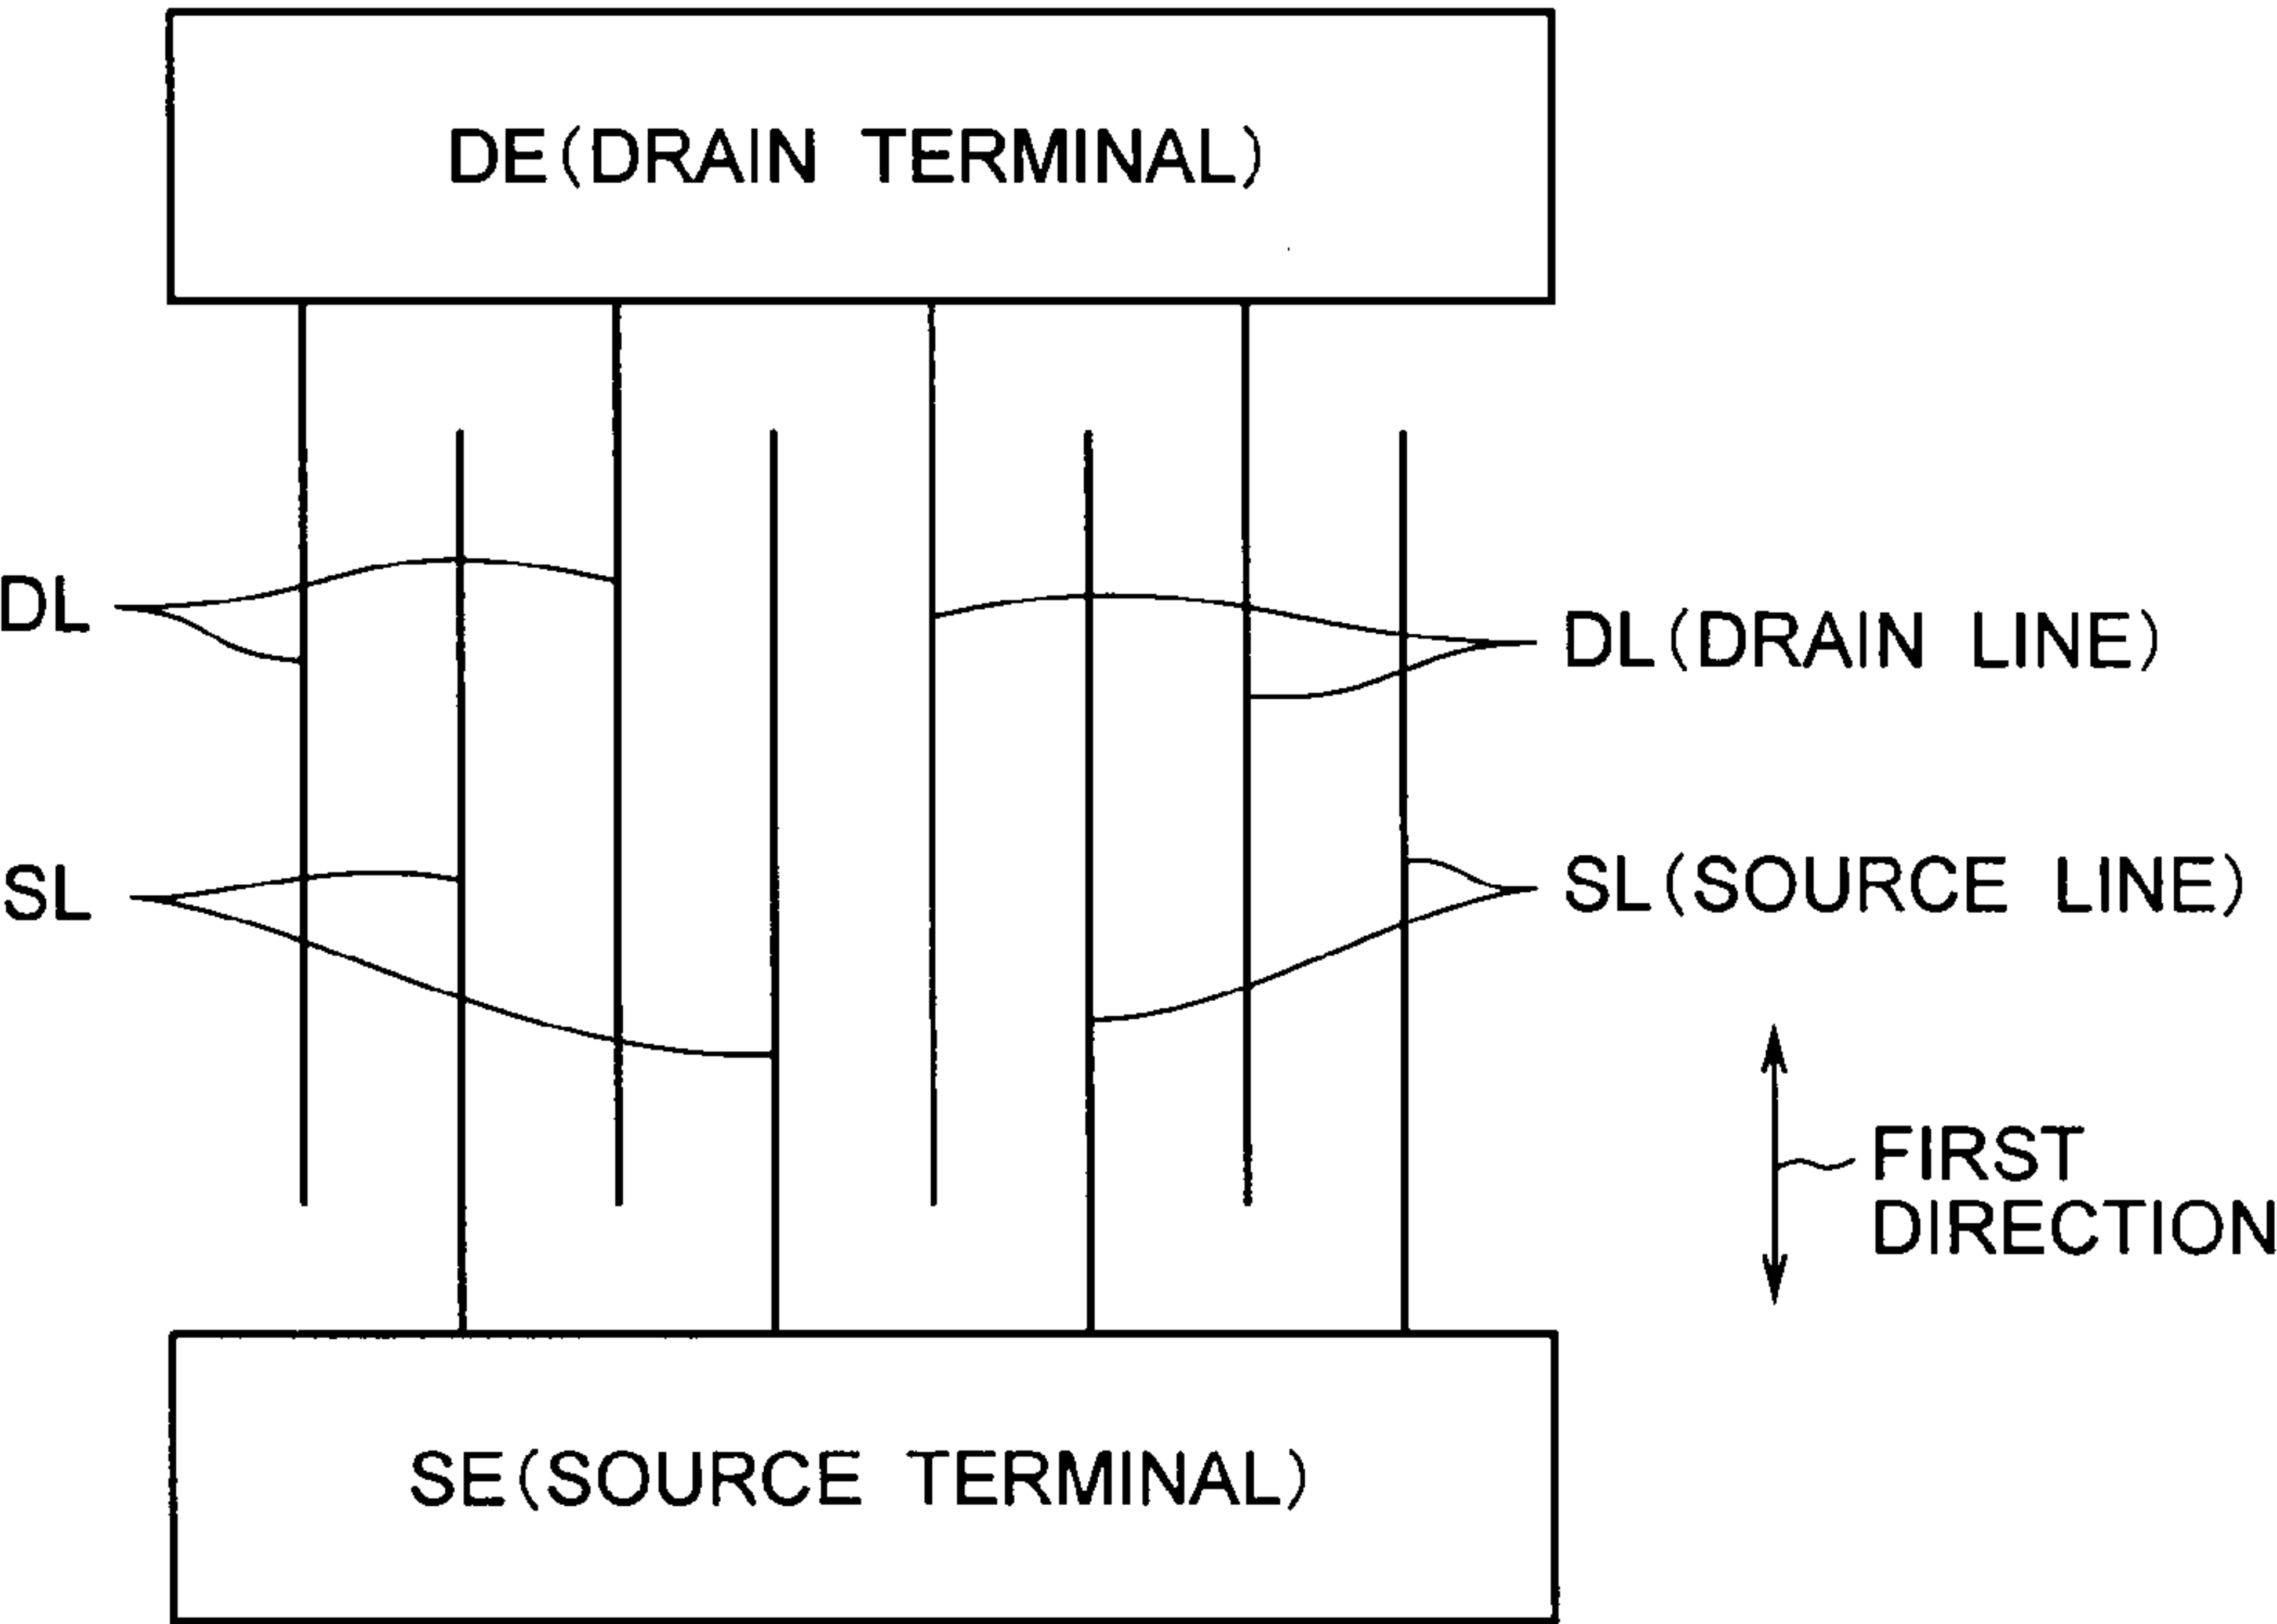 DE(DRAIN TERMINAL)
DL
DL(DRAIN LINE)
SL
SL(SOURCE LINE)
FIRST
DIRECTION
SE(SOURCE TERMINAL)